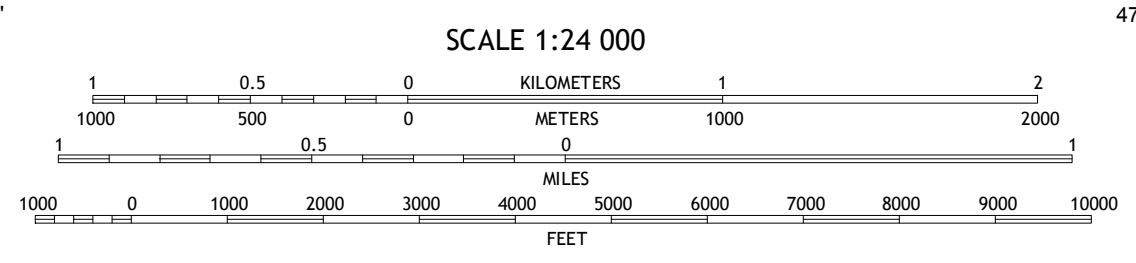 ' 47
SCALE 1:24 000
1 0.5 0 KILOMETERS 1 2
1000 500 0 METERS 1000 2000
1 0.5 0 1
MILES
1000 0 1000 2000 3000 4000 5000 6000 7000 8000 9000 10000
FEET